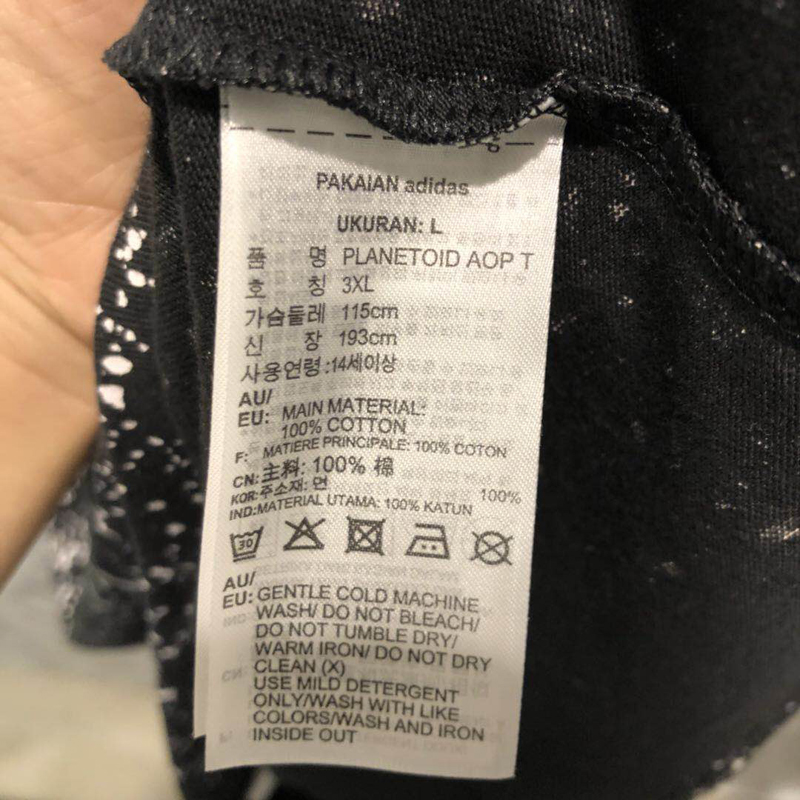 PAKAIAN adidas
UKURAN: L
품 명 PLANETOID AOP T
호 칭 3XL
가슴둘레 115cm
신 장 193cm
사용연령:14세이상
AU/
EU: MAIN MATERIAL:
100% COTTON
F: MATIERE PRINCIPALE: 100% COTON
CN: 主料: 100% 棉
KOR: 주소재: 면 100%
IND: MATERIAL UTAMA: 100% KATUN
30
AU/
EU: GENTLE COLD MACHINE
WASH/ DO NOT BLEACH/
DO NOT TUMBLE DRY/
WARM IRON/ DO NOT DRY
CLEAN (X)
USE MILD DETERGENT
ONLY/WASH WITH LIKE
COLORS/WASH AND IRON
INSIDE OUT